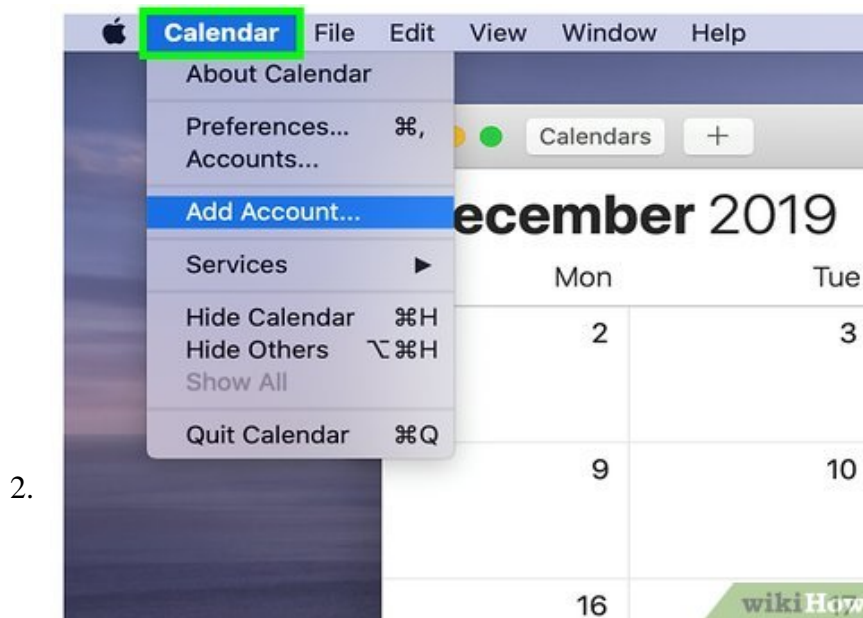 Calendar File Edit View Window Help
About Calendar
Preferences... ⌘,
Accounts...
Add Account...
Services ▶
Hide Calendar ⌘H
Hide Others ⌥⌘H
Show All
Quit Calendar ⌘Q
Calendars +
ecember 2019
Mon Tue
2 3
9 10
16 17
wikiHow
2.